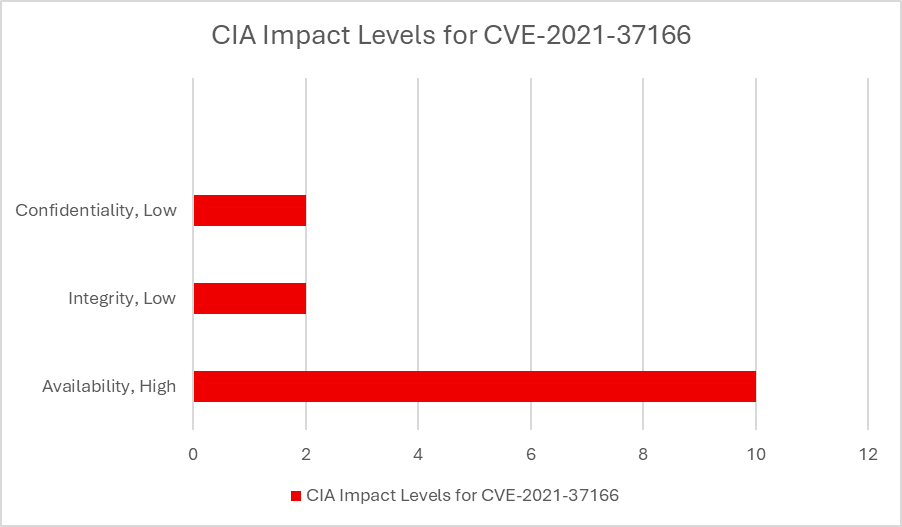 CIA Impact Levels for CVE-2021-37166
Confidentiality, Low
Integrity, Low
Availability, High
0 2 4 6 8 10 12
CIA Impact Levels for CVE-2021-37166